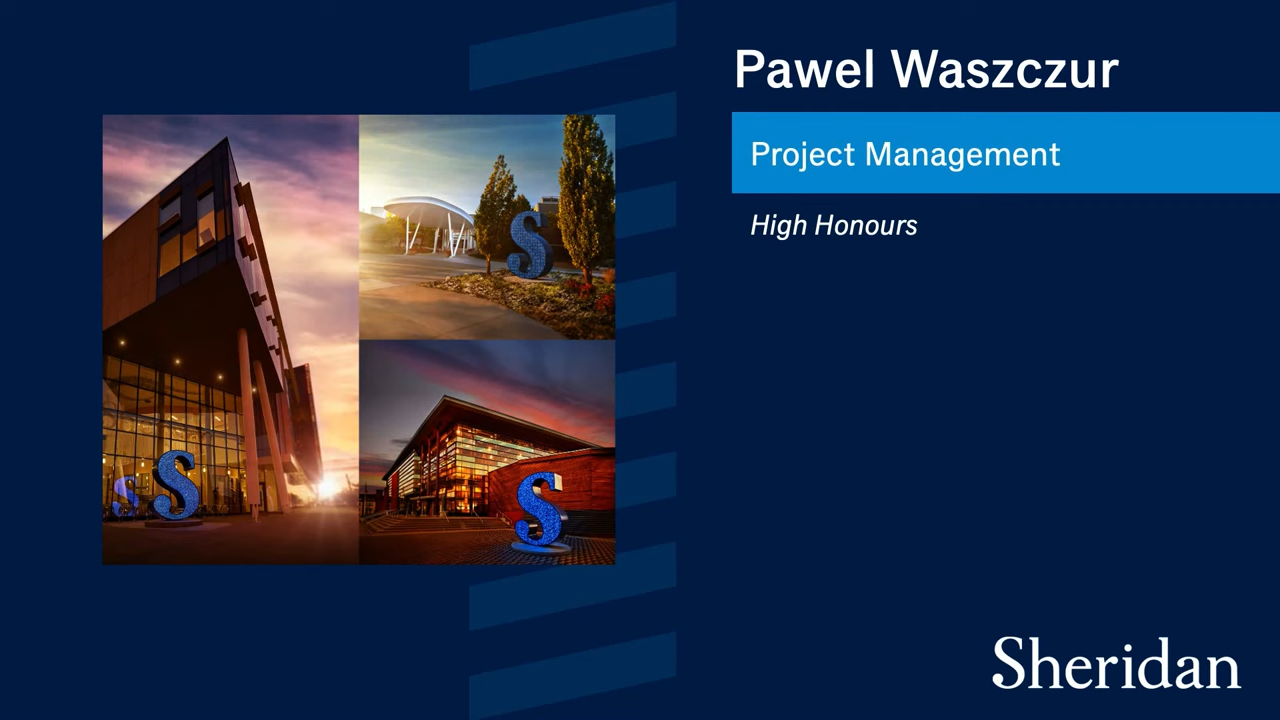 Pawel Waszczur
Project Management
High Honours
S
S
S
S
Sheridan